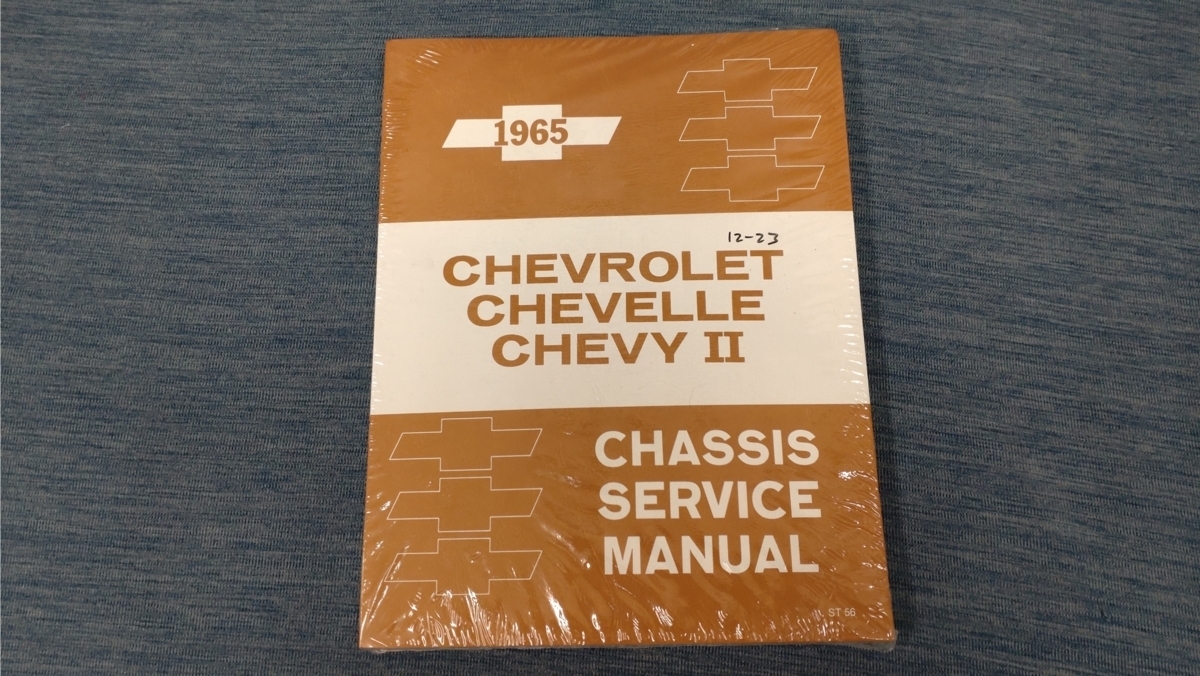 1965
12-23
CHEVROLET
CHEVELLE
CHEVY II
CHASSIS
SERVICE
MANUAL
ST 56